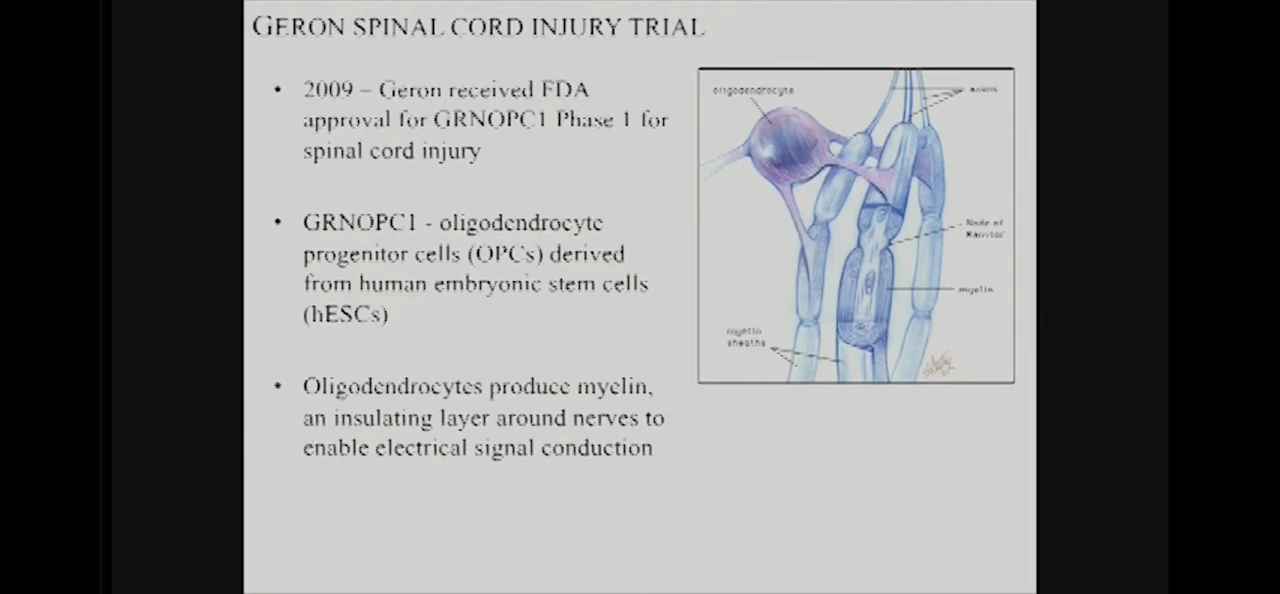 GERON SPINAL CORD INJURY TRIAL
• 2009 – Geron received FDA
approval for GRNOPC1 Phase 1 for
spinal cord injury
• GRNOPC1 - oligodendrocyte
progenitor cells (OPCs) derived
from human embryonic stem cells
(hESCs)
• Oligodendrocytes produce myelin,
an insulating layer around nerves to
enable electrical signal conduction
oligodendrocyte
axons
Node of
Ranvier
myelin
myelin
sheaths